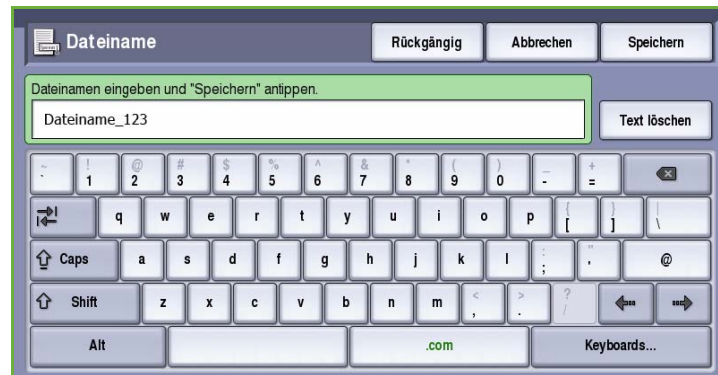 Dateiname Rückgängig Abbrechen Speichern
Dateinamen eingeben und "Speichern" antippen.
Dateiname_123 Text löschen
~ ! @ # $ % ^ & * ( ) _ +
` 1 2 3 4 5 6 7 8 9 0 - =
q w e r t y u i o p { [ } ] | \
Caps a s d f g h j k l : ; " ' @
Shift z x c v b n m < , > . ? /
Alt .com Keyboards...